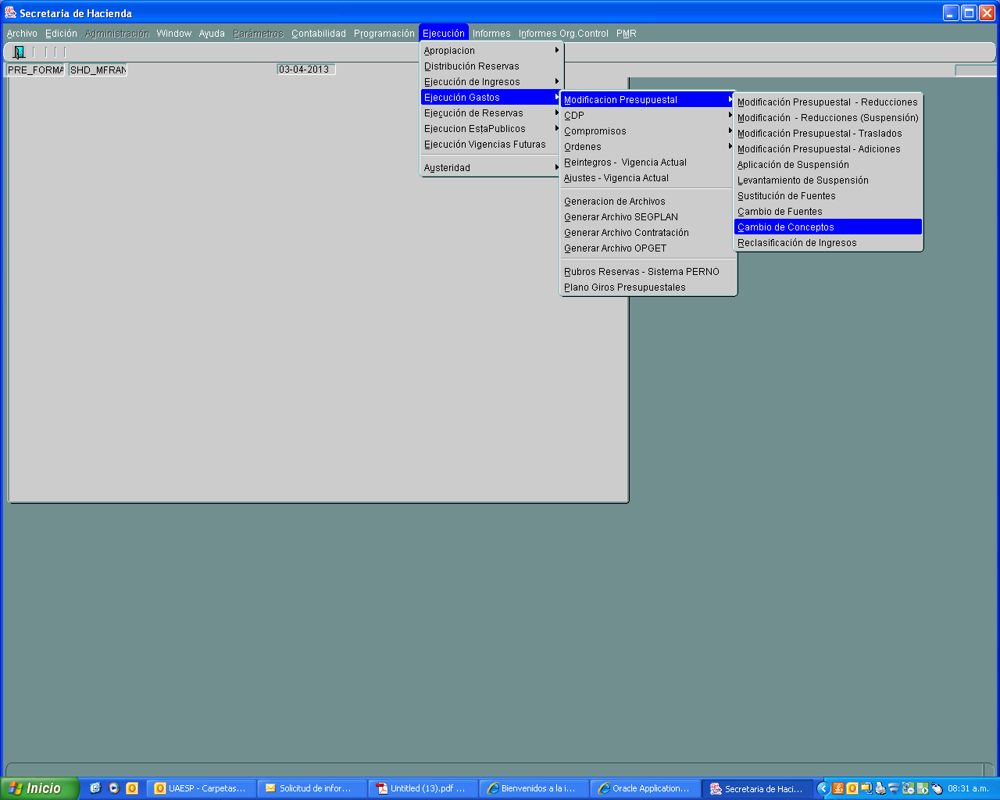 Secretaria de Hacienda
Archivo Edición Administración Window Ayuda Parámetros Contabilidad Programación Ejecución Informes Informes Org.Control PMR
PRE_FORMA SHD_MFRAN 03-04-2013
Apropiacion
Distribución Reservas
Ejecución de Ingresos
Ejecución Gastos
Ejecución de Reservas
Ejecucion EstaPublicos
Ejecución Vigencias Futuras
Austeridad
Modificacion Presupuestal
CDP
Compromisos
Ordenes
Reintegros - Vigencia Actual
Ajustes - Vigencia Actual
Generacion de Archivos
Generar Archivo SEGPLAN
Generar Archivo Contratación
Generar Archivo OPGET
Rubros Reservas - Sistema PERNO
Plano Giros Presupuestales
Modificación Presupuestal - Reducciones
Modificación - Reducciones (Suspensión)
Modificación Presupuestal - Traslados
Modificación Presupuestal - Adiciones
Aplicación de Suspensión
Levantamiento de Suspensión
Sustitución de Fuentes
Cambio de Fuentes
Cambio de Conceptos
Reclasificación de Ingresos
Inicio UAESP - Carpetas... Solicitud de infor... Untitled (13).pdf ... Bienvenidos a la i... Oracle Application... Secretaria de Haci... 08:31 a.m.